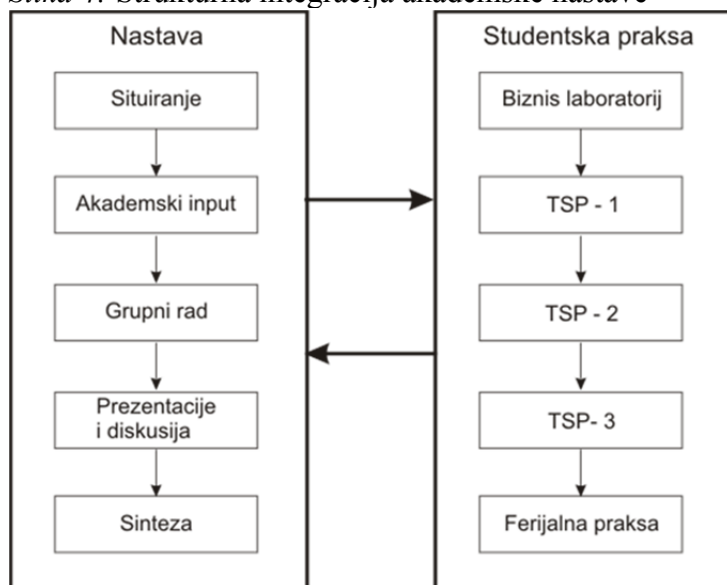 Slika 4. Strukturna integracija akademske nastave
Nastava
Situiranje
Akademski input
Grupni rad
Prezentacije
i diskusija
Sinteza
Studentska praksa
Biznis laboratorij
TSP - 1
TSP - 2
TSP- 3
Ferijalna praksa